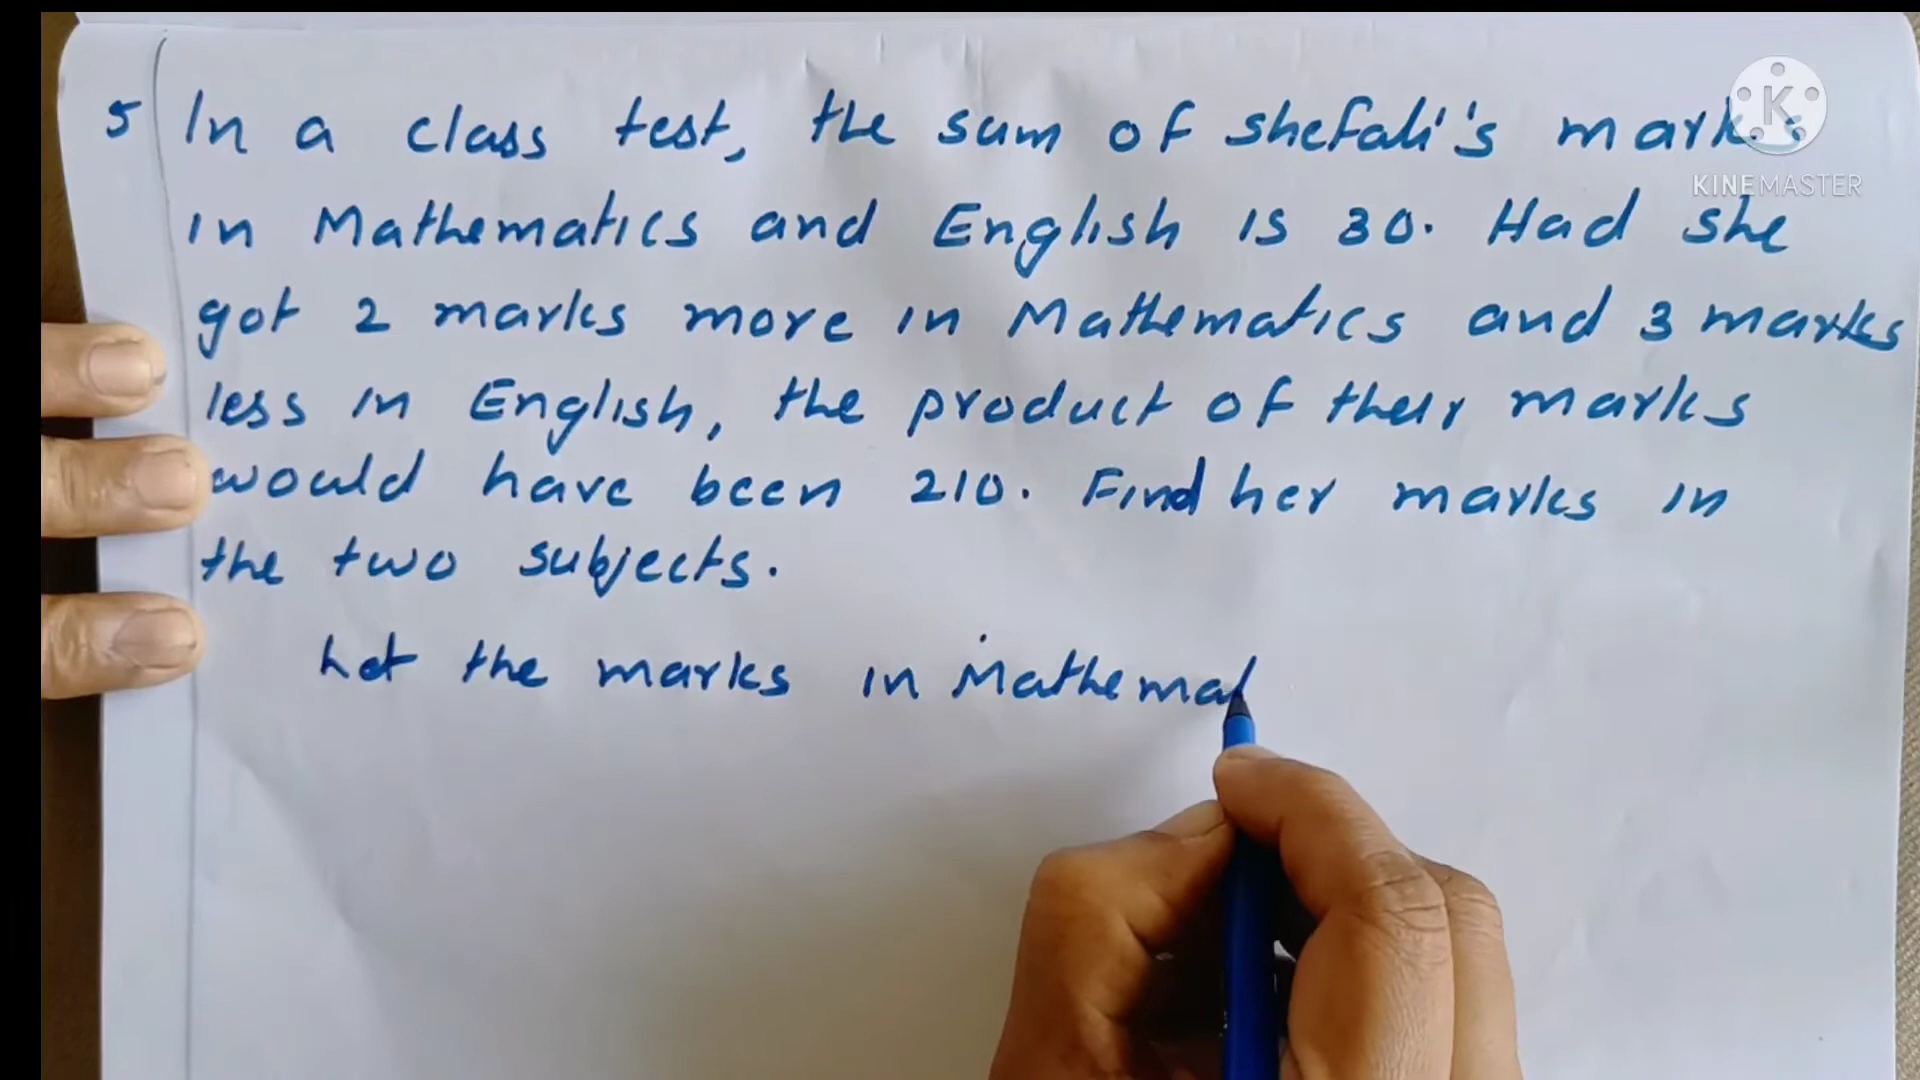 5 In a class test, the sum of shefali's marks
in Mathematics and English is 30. Had she
got 2 marks more in Mathematics and 3 marks
less in English, the product of their marks
would have been 210. Find her marks in
the two subjects.
Let the marks in Mathemat
K
KINEMASTER